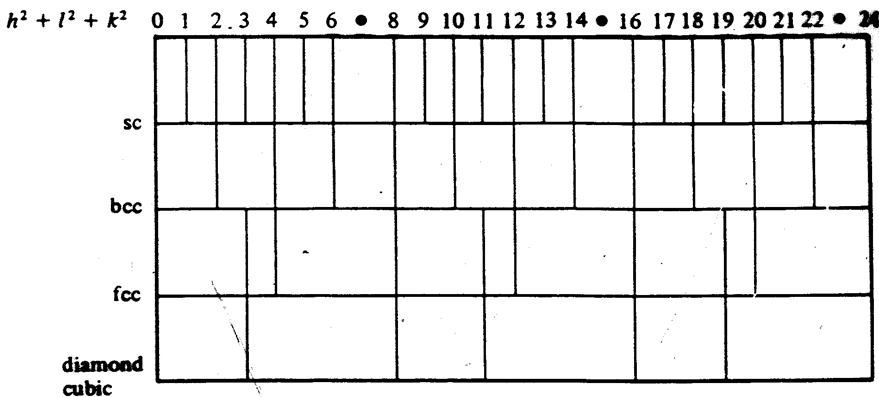 h² + l² + k² 0 1 2 3 4 5 6 • 8 9 10 11 12 13 14 • 16 17 18 19 20 21 22 • 24
sc
bcc
fcc
diamond
cubic